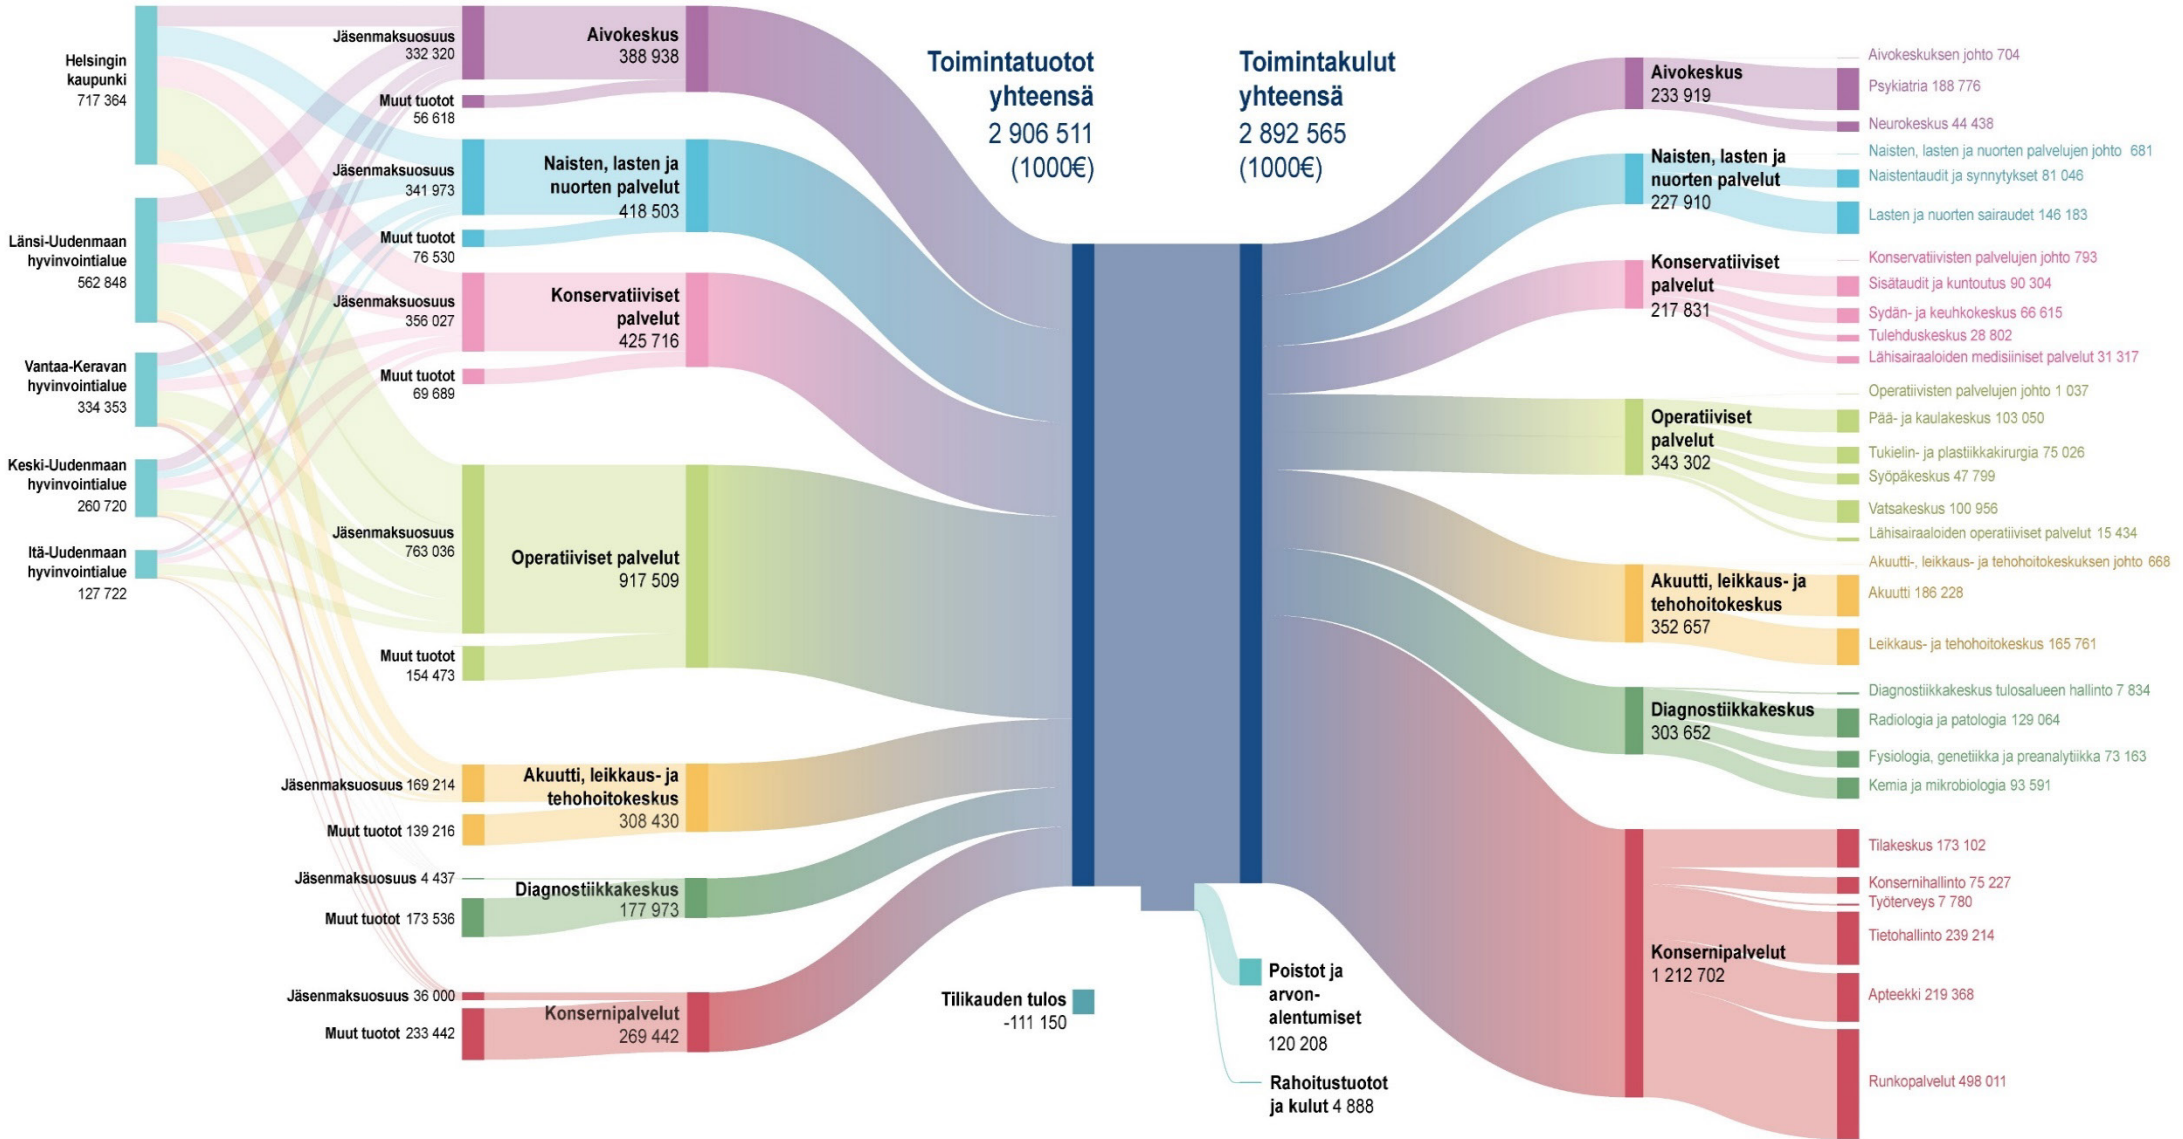 Helsingin
kaupunki
717 364
Länsi-Uudenmaan
hyvinvointialue
562 848
Vantaa-Keravan
hyvinvointialue
334 353
Keski-Uudenmaan
hyvinvointialue
260 720
Itä-Uudenmaan
hyvinvointialue
127 722
Jäsenmaksuosuus
332 320
Muut tuotot
56 618
Jäsenmaksuosuus
341 973
Muut tuotot
76 530
Jäsenmaksuosuus
356 027
Muut tuotot
69 689
Jäsenmaksuosuus
763 036
Muut tuotot
154 473
Jäsenmaksuosuus 169 214
Muut tuotot 139 216
Jäsenmaksuosuus 4 437
Muut tuotot 173 536
Jäsenmaksuosuus 36 000
Muut tuotot 233 442
Aivokeskus
388 938
Naisten, lasten ja
nuorten palvelut
418 503
Konservatiiviset
palvelut
425 716
Operatiiviset palvelut
917 509
Akuutti, leikkaus- ja
tehohoitokeskus
308 430
Diagnostiikkakeskus
177 973
Konsernipalvelut
269 442
Toimintatuotot
yhteensä
2 906 511
(1000€)
Tilikauden tulos
-111 150
Toimintakulut
yhteensä
2 892 565
(1000€)
Poistot ja
arvon-
alentumiset
120 208
Rahoitustuotot
ja kulut 4 888
Aivokeskus
233 919
Naisten, lasten ja
nuorten palvelut
227 910
Konservatiiviset
palvelut
217 831
Operatiiviset
palvelut
343 302
Akuutti, leikkaus- ja
tehohoitokeskus
352 657
Diagnostiikkakeskus
303 652
Konsernipalvelut
1 212 702
Aivokeskuksen johto 704
Psykiatria 188 776
Neurokeskus 44 438
Naisten, lasten ja nuorten palvelujen johto 681
Naistentaudit ja synnytykset 81 046
Lasten ja nuorten sairaudet 146 183
Konservatiivisten palvelujen johto 793
Sisätaudit ja kuntoutus 90 304
Sydän- ja keuhkokeskus 66 615
Tulehduskeskus 28 802
Lähisairaaloiden medisiiniset palvelut 31 317
Operatiivisten palvelujen johto 1 037
Pää- ja kaulakeskus 103 050
Tukielin- ja plastiikkakirurgia 75 026
Syöpäkeskus 47 799
Vatsakeskus 100 956
Lähisairaaloiden operatiiviset palvelut 15 434
Akuutti-, leikkaus- ja tehohoitokeskuksen johto 668
Akuutti 186 228
Leikkaus- ja tehohoitokeskus 165 761
Diagnostiikkakeskus tulosalueen hallinto 7 834
Radiologia ja patologia 129 064
Fysiologia, genetiikka ja preanalytiikka 73 163
Kemia ja mikrobiologia 93 591
Tilakeskus 173 102
Konsernihallinto 75 227
Työterveys 7 780
Tietohallinto 239 214
Apteekki 219 368
Runkopalvelut 498 011